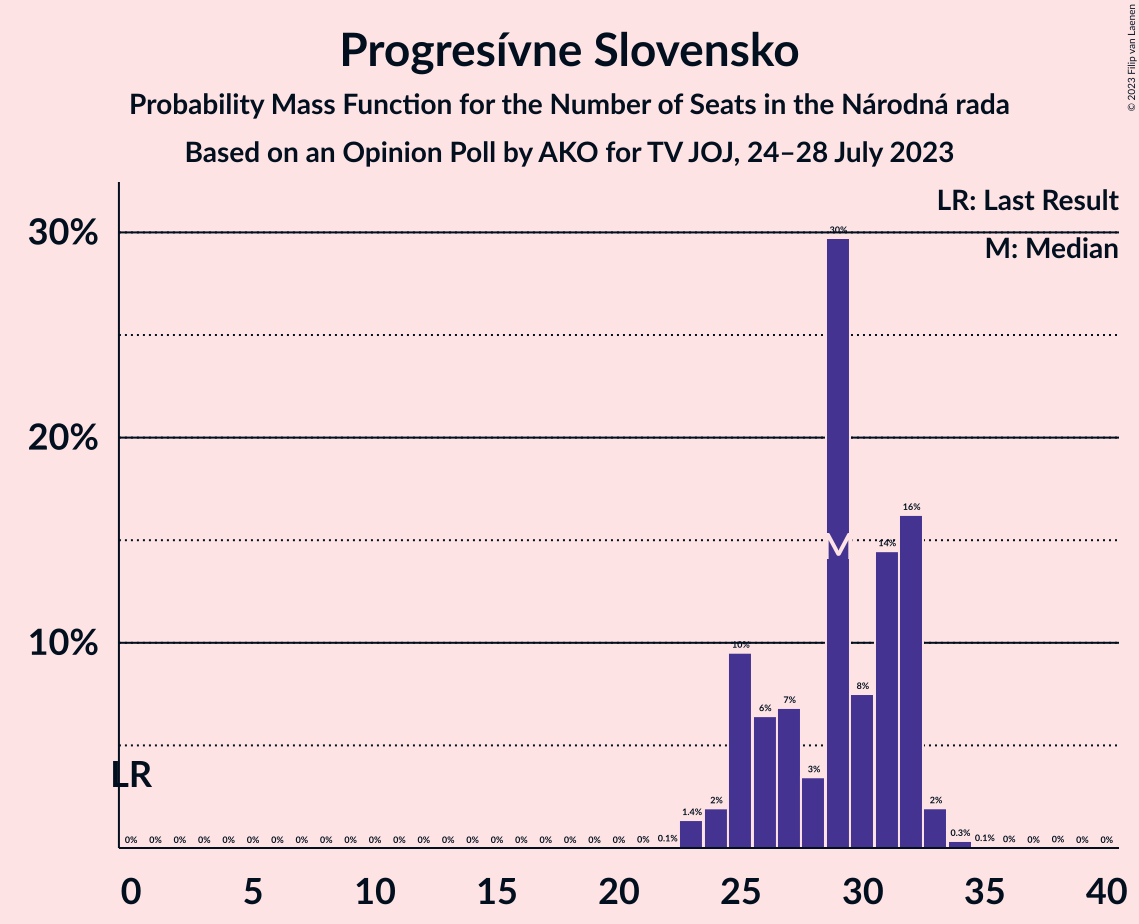 © 2023 Filip van Laenen
Progresívne Slovensko
Probability Mass Function for the Number of Seats in the Národná rada
Based on an Opinion Poll by AKO for TV JOJ, 24–28 July 2023
LR: Last Result
M: Median
30%
20%
10%
LR
M
0% 0% 0% 0% 0% 0% 0% 0% 0% 0% 0% 0% 0% 0% 0% 0% 0% 0% 0% 0% 0% 0% 0.1% 1.4% 2% 10% 6% 7% 3% 30% 8% 14% 16% 2% 0.3% 0.1% 0% 0% 0% 0% 0%
0 5 10 15 20 25 30 35 40